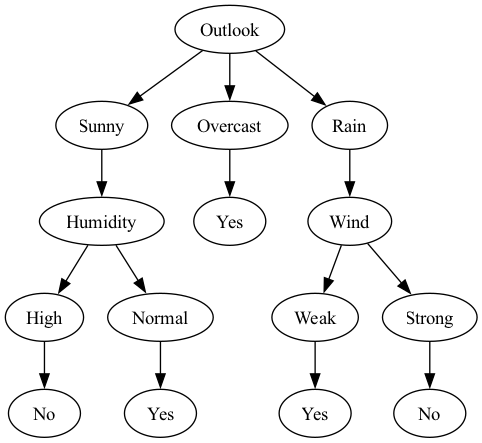 Outlook
Sunny
Overcast
Rain
Humidity
Yes
Wind
High
Normal
Weak
Strong
No
Yes
Yes
No